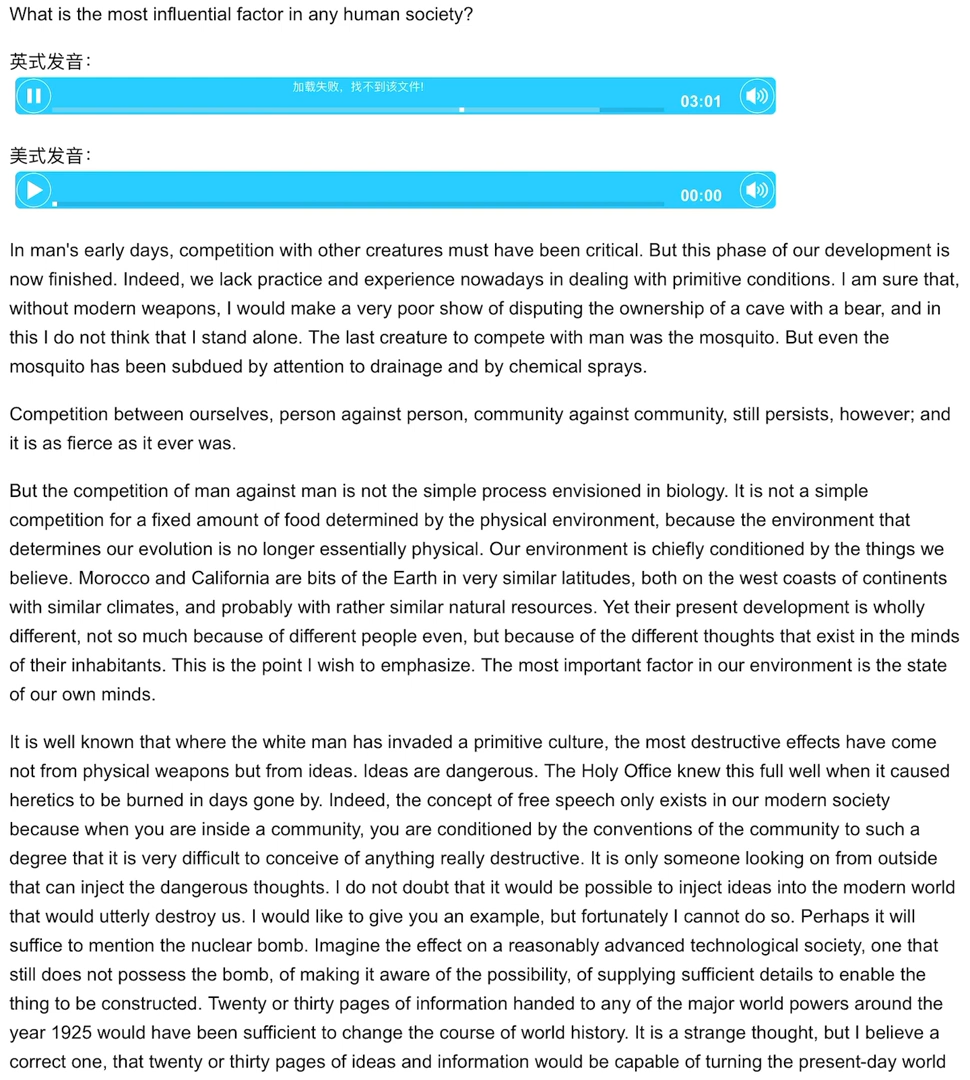 What is the most influential factor in any human society?
英式发音：
加载失败，找不到该文件!
03:01
美式发音：
00:00
In man's early days, competition with other creatures must have been critical. But this phase of our development is
now finished. Indeed, we lack practice and experience nowadays in dealing with primitive conditions. I am sure that,
without modern weapons, I would make a very poor show of disputing the ownership of a cave with a bear, and in
this I do not think that I stand alone. The last creature to compete with man was the mosquito. But even the
mosquito has been subdued by attention to drainage and by chemical sprays.
Competition between ourselves, person against person, community against community, still persists, however; and
it is as fierce as it ever was.
But the competition of man against man is not the simple process envisioned in biology. It is not a simple
competition for a fixed amount of food determined by the physical environment, because the environment that
determines our evolution is no longer essentially physical. Our environment is chiefly conditioned by the things we
believe. Morocco and California are bits of the Earth in very similar latitudes, both on the west coasts of continents
with similar climates, and probably with rather similar natural resources. Yet their present development is wholly
different, not so much because of different people even, but because of the different thoughts that exist in the minds
of their inhabitants. This is the point I wish to emphasize. The most important factor in our environment is the state
of our own minds.
It is well known that where the white man has invaded a primitive culture, the most destructive effects have come
not from physical weapons but from ideas. Ideas are dangerous. The Holy Office knew this full well when it caused
heretics to be burned in days gone by. Indeed, the concept of free speech only exists in our modern society
because when you are inside a community, you are conditioned by the conventions of the community to such a
degree that it is very difficult to conceive of anything really destructive. It is only someone looking on from outside
that can inject the dangerous thoughts. I do not doubt that it would be possible to inject ideas into the modern world
that would utterly destroy us. I would like to give you an example, but fortunately I cannot do so. Perhaps it will
suffice to mention the nuclear bomb. Imagine the effect on a reasonably advanced technological society, one that
still does not possess the bomb, of making it aware of the possibility, of supplying sufficient details to enable the
thing to be constructed. Twenty or thirty pages of information handed to any of the major world powers around the
year 1925 would have been sufficient to change the course of world history. It is a strange thought, but I believe a
correct one, that twenty or thirty pages of ideas and information would be capable of turning the present-day world